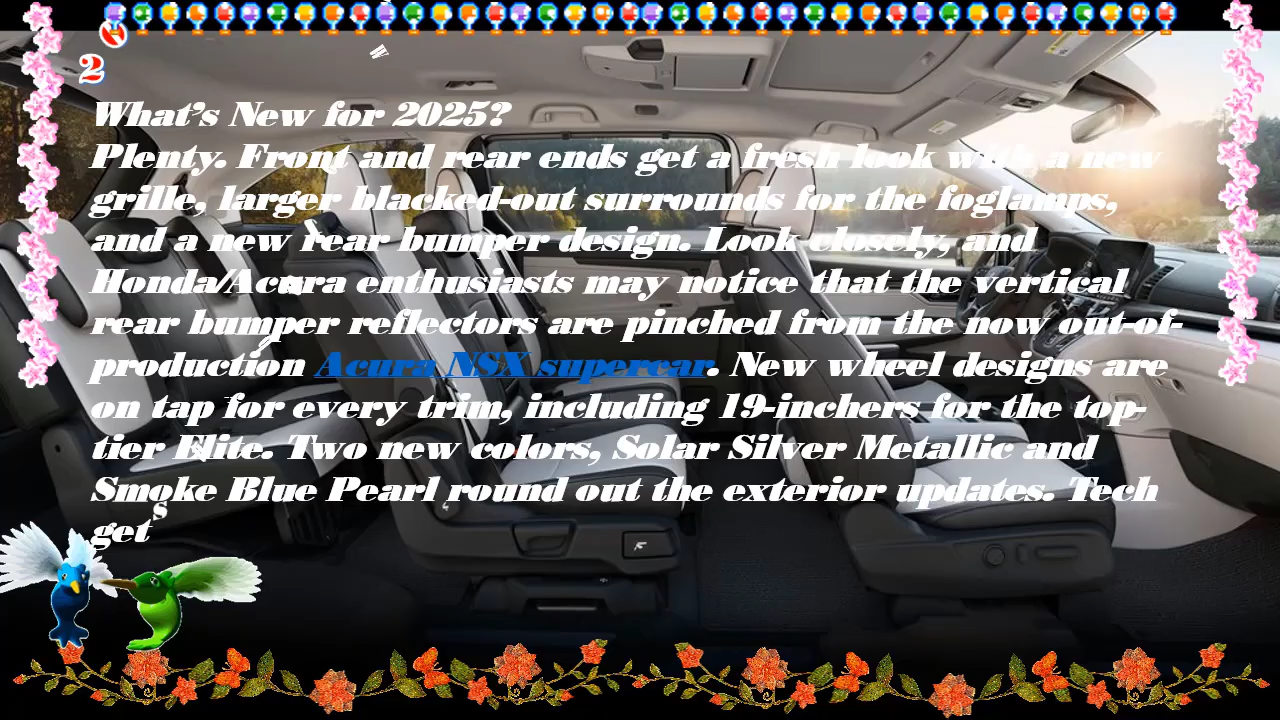 2
What's New for 2025?
Plenty. Front and rear ends get a fresh look with a new
grille, larger blacked-out surrounds for the foglamps,
and a new rear bumper design. Look closely, and
Honda/Acura enthusiasts may notice that the vertical
rear bumper reflectors are pinched from the now out-of-
production Acura NSX supercar. New wheel designs are
on tap for every trim, including 19-inchers for the top-
tier Elite. Two new colors, Solar Silver Metallic and
Smoke Blue Pearl round out the exterior updates. Tech
gets